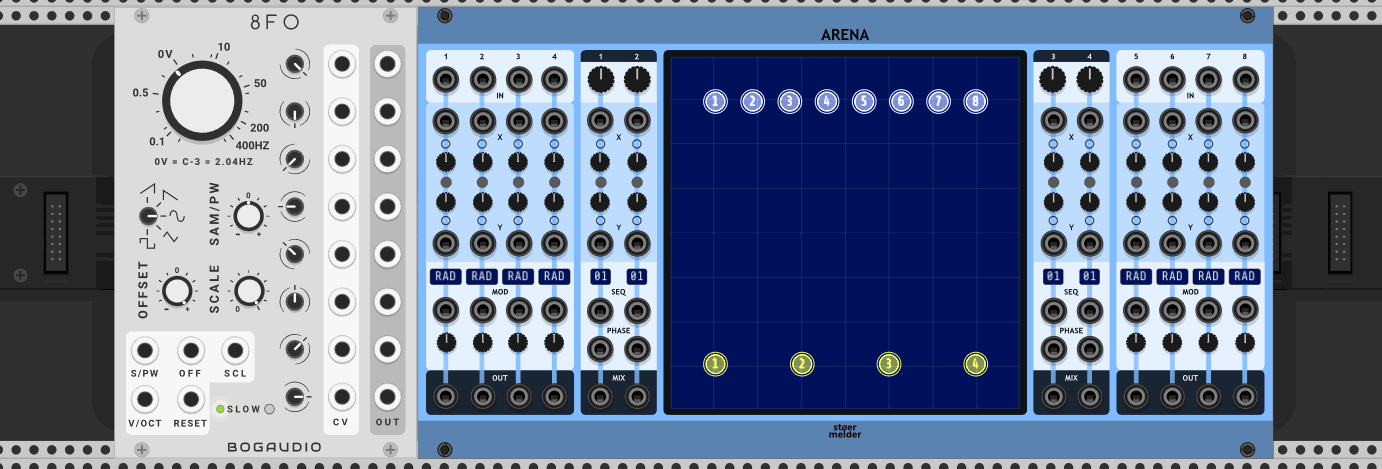 8FO
0V
10
0.5
50
0.1
200
400HZ
0V = C-3 = 2.04HZ
SAM/PW
0
- +
OFFSET
0
- +
SCALE
0
S/PW OFF SCL
V/OCT RESET
SLOW
CV OUT
BOGAUDIO
ARENA
1 2 3 4
IN
X
Y
RAD RAD RAD RAD
MOD
OUT
1 2
X
Y
01 01
SEQ
PHASE
MIX
1 2 3 4 5 6 7 8
1 2 3 4
3 4
X
Y
01 01
SEQ
PHASE
MIX
5 6 7 8
IN
X
Y
RAD RAD RAD RAD
MOD
OUT
støer
melder